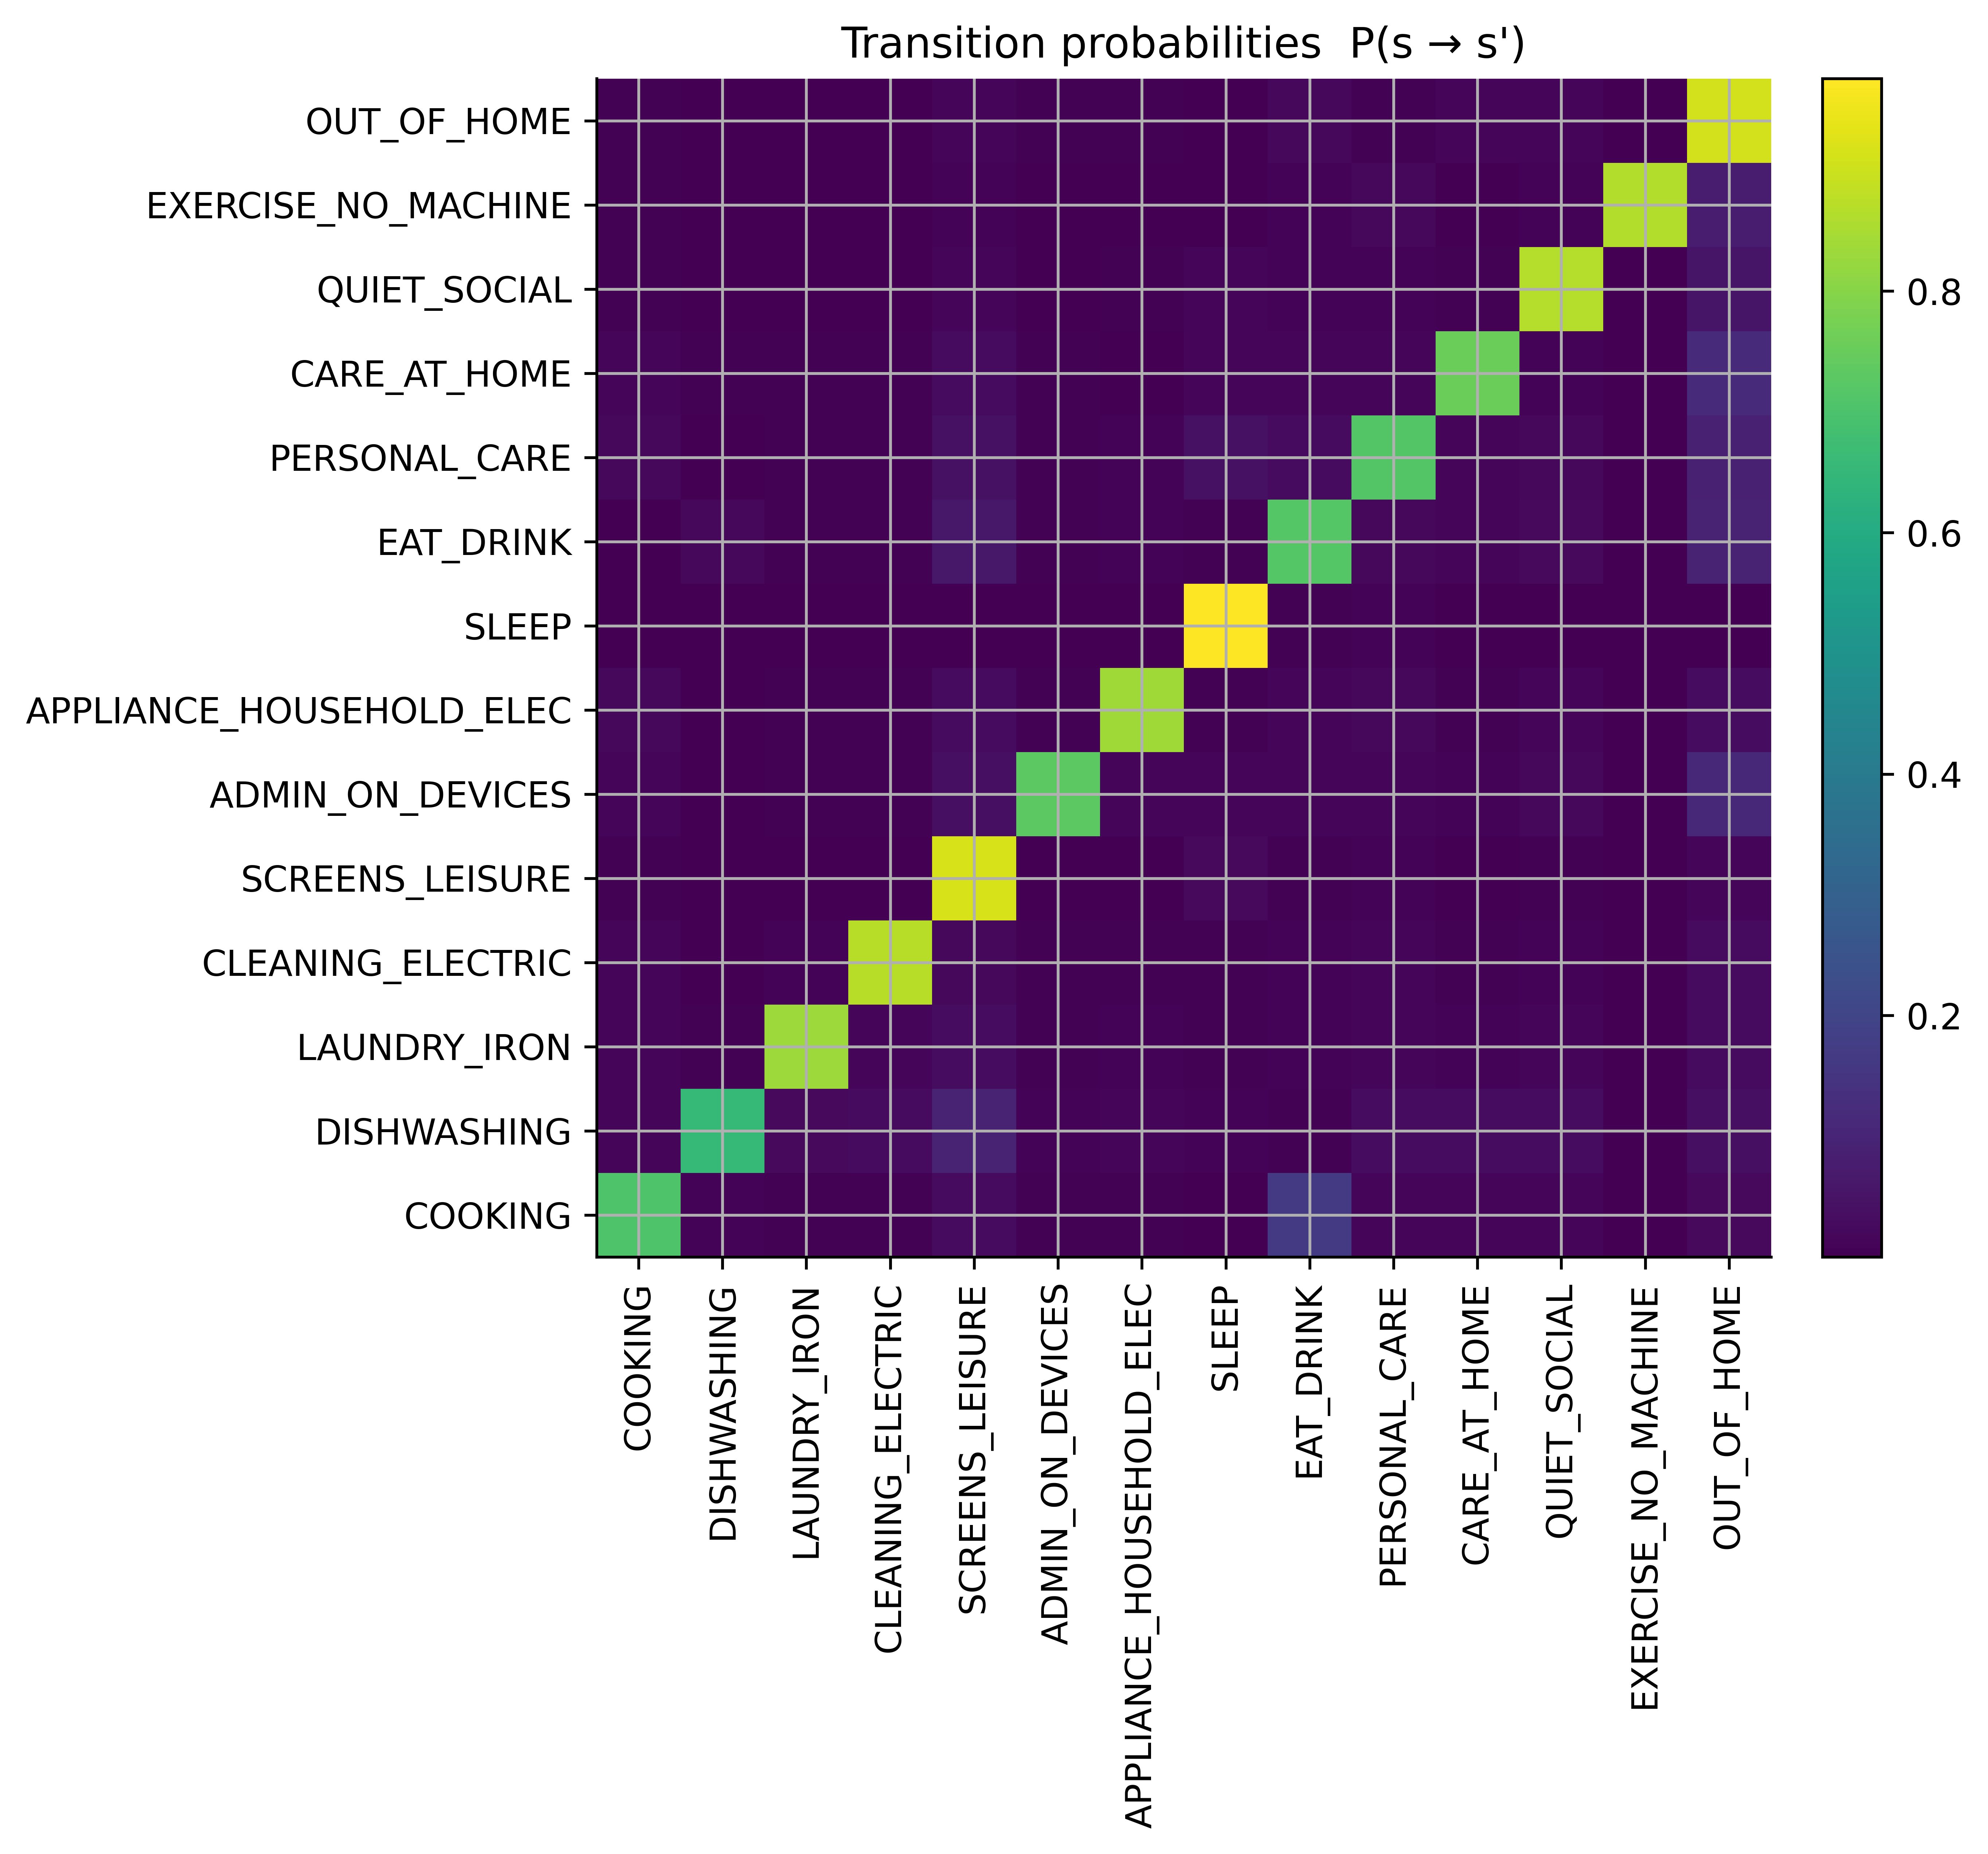 Transition probabilities  P(s → s')
OUT_OF_HOME
EXERCISE_NO_MACHINE
QUIET_SOCIAL
CARE_AT_HOME
PERSONAL_CARE
EAT_DRINK
SLEEP
APPLIANCE_HOUSEHOLD_ELEC
ADMIN_ON_DEVICES
SCREENS_LEISURE
CLEANING_ELECTRIC
LAUNDRY_IRON
DISHWASHING
COOKING
COOKING
DISHWASHING
LAUNDRY_IRON
CLEANING_ELECTRIC
SCREENS_LEISURE
ADMIN_ON_DEVICES
APPLIANCE_HOUSEHOLD_ELEC
SLEEP
EAT_DRINK
PERSONAL_CARE
CARE_AT_HOME
QUIET_SOCIAL
EXERCISE_NO_MACHINE
OUT_OF_HOME
0.8
0.6
0.4
0.2